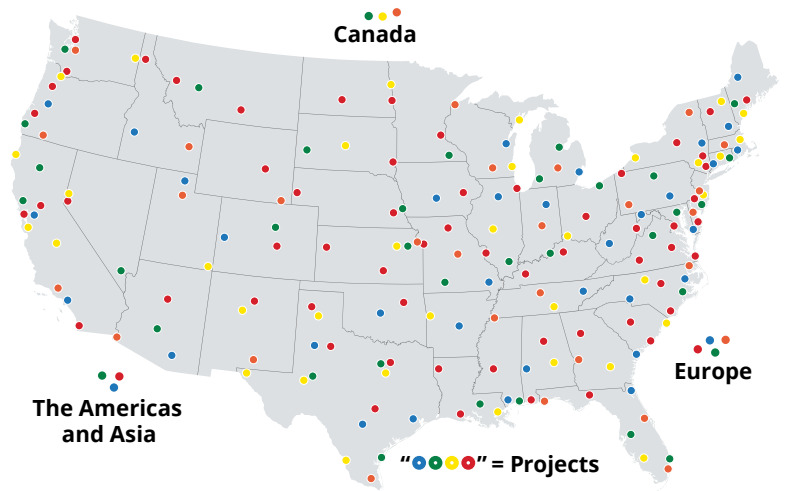 Canada
Europe
The Americas
and Asia
“   ” = Projects